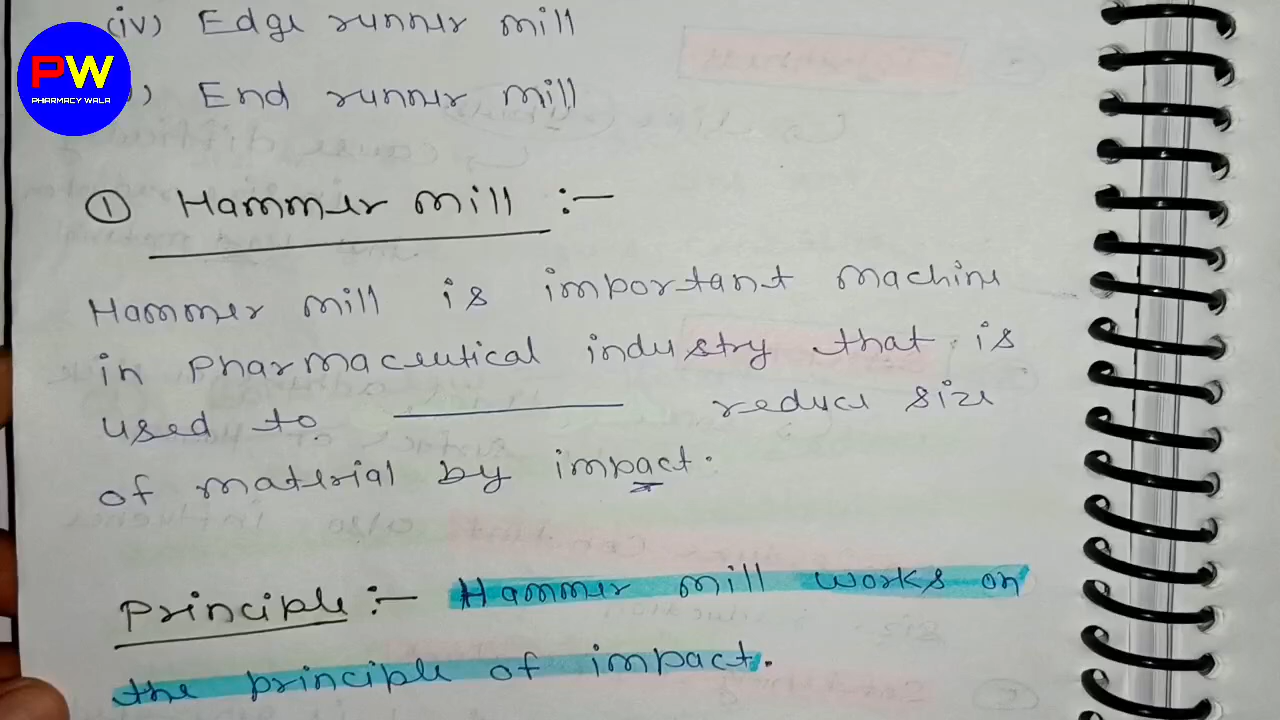 (iv) Edge runner mill
PW
PHARMACY WALA
) End runner mill
① Hammer mill :-
Hammer mill is important machine
in Pharmaceutical industry that is
used to reduce size
of material by impact.
Principle :- Hammer mill works on
the principle of impact.